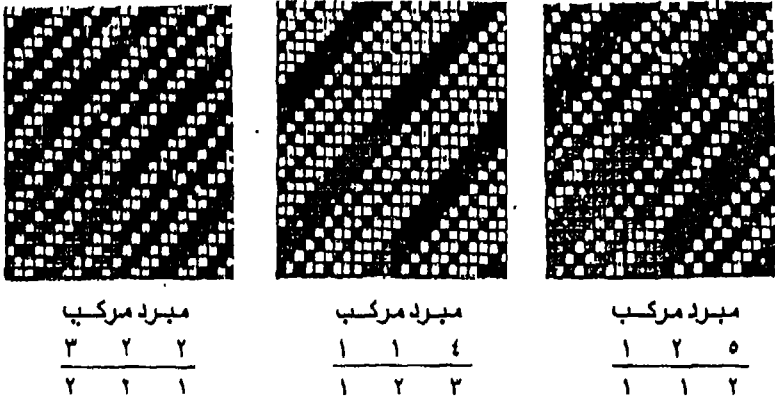 مبرد مركب
١ ٢ ٥
١ ١ ٢
مبرد مركب
١ ١ ٤
١ ٢ ٣
مبرد مركب
٣ ٢ ٢
٢ ٢ ١